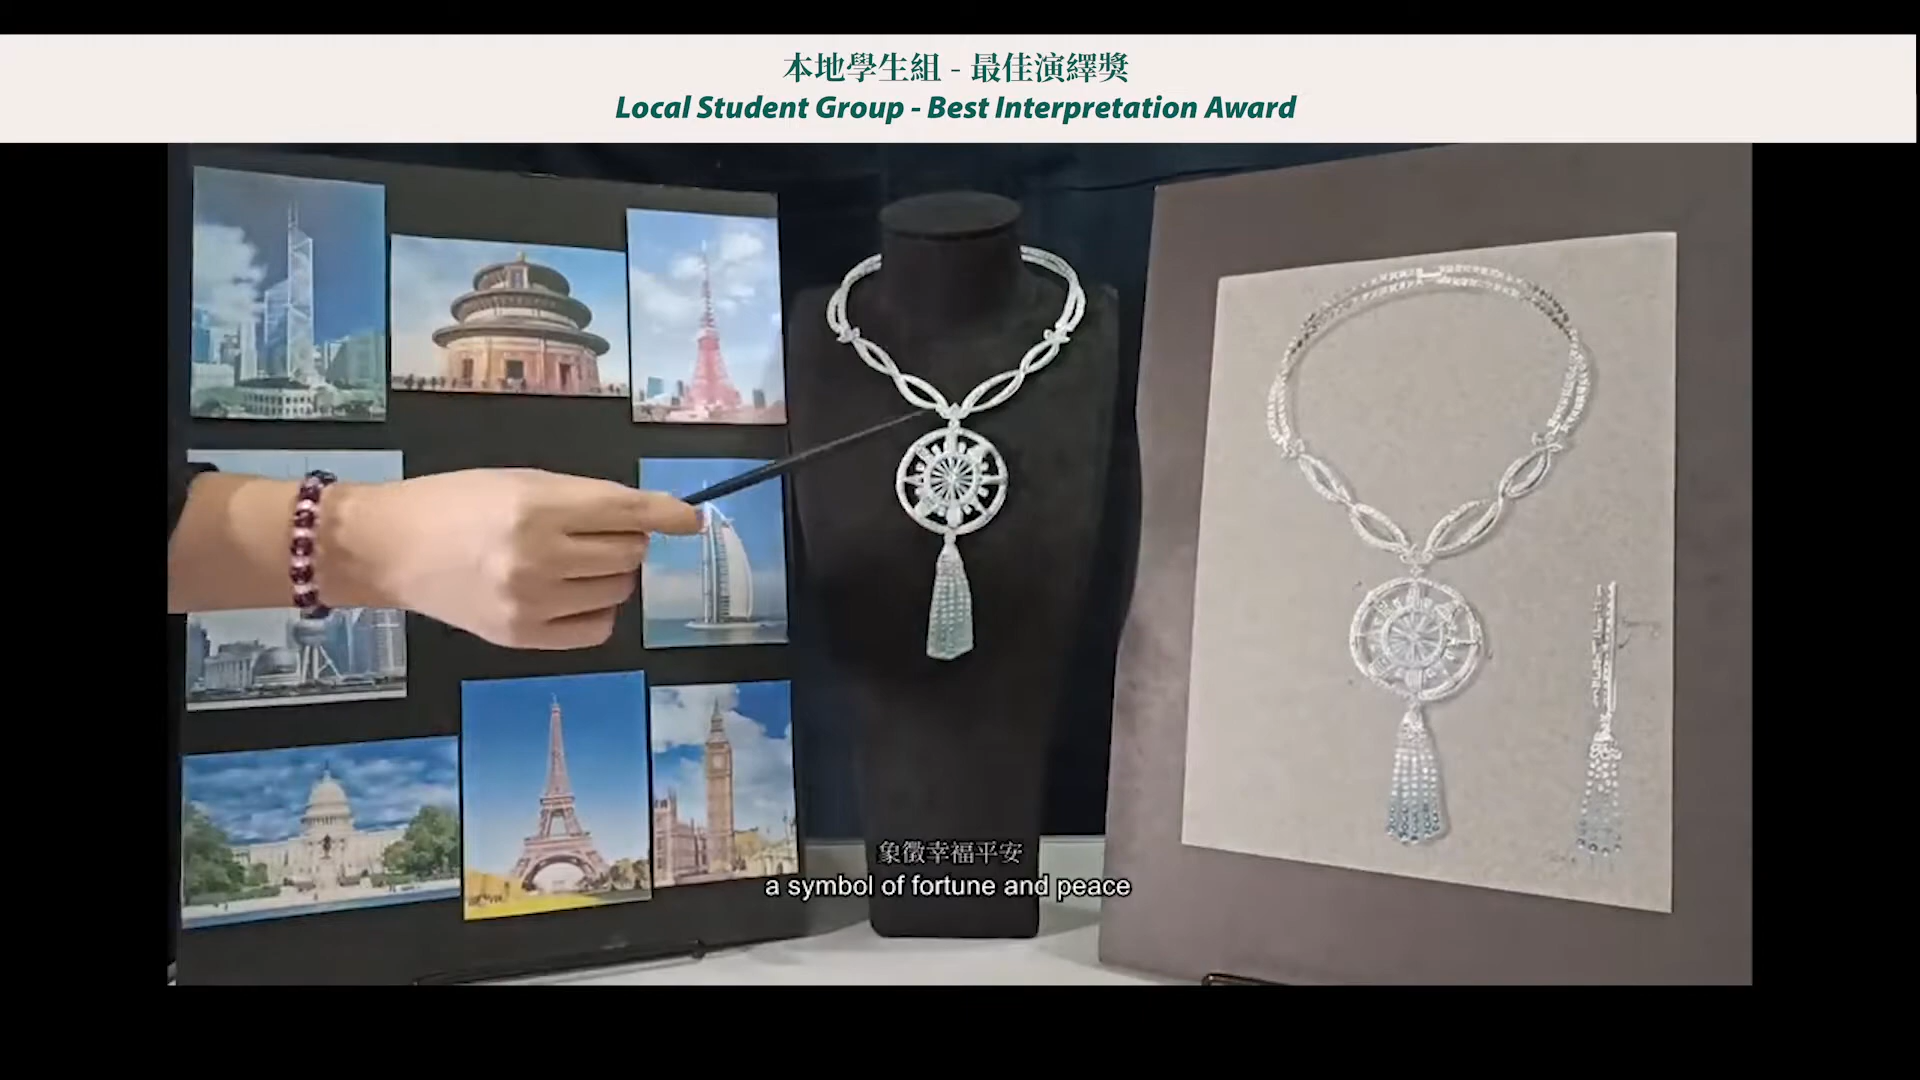 本地學生組 - 最佳演繹獎
Local Student Group - Best Interpretation Award
象徵幸福平安
a symbol of fortune and peace